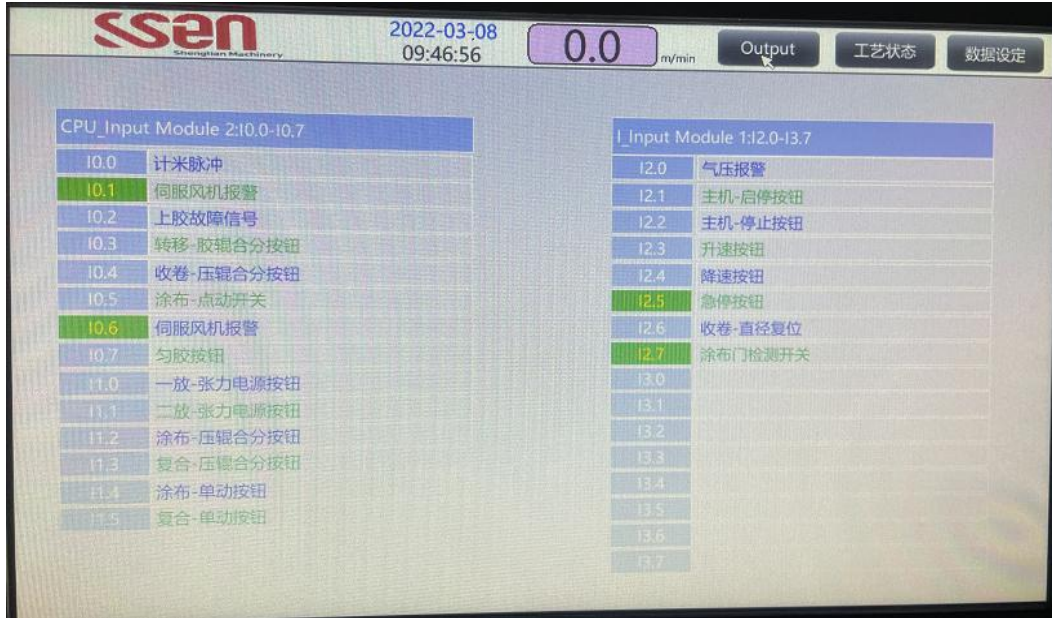 SSEN
Shengtian Machinery
2022-03-08
09:46:56
0.0 m/min
Output
工艺状态
数据设定
CPU_Input Module 2:I0.0-I0.7
I0.0 计米脉冲
I0.1 伺服风机报警
I0.2 上胶故障信号
I0.3 转移-胶辊合分按钮
I0.4 收卷-压辊合分按钮
I0.5 涂布-点动开关
I0.6 伺服风机报警
I0.7 匀胶按钮
I1.0 一放-张力电源按钮
I1.1 二放-张力电源按钮
I1.2 涂布-压辊合分按钮
I1.3 复合-压辊合分按钮
I1.4 涂布-单动按钮
I1.5 复合-单动按钮
I_Input Module 1:I2.0-I3.7
I2.0 气压报警
I2.1 主机-启停按钮
I2.2 主机-停止按钮
I2.3 升速按钮
I2.4 降速按钮
I2.5 急停按钮
I2.6 收卷-直径复位
I2.7 涂布门检测开关
I3.0
I3.1
I3.2
I3.3
I3.4
I3.5
I3.6
I3.7